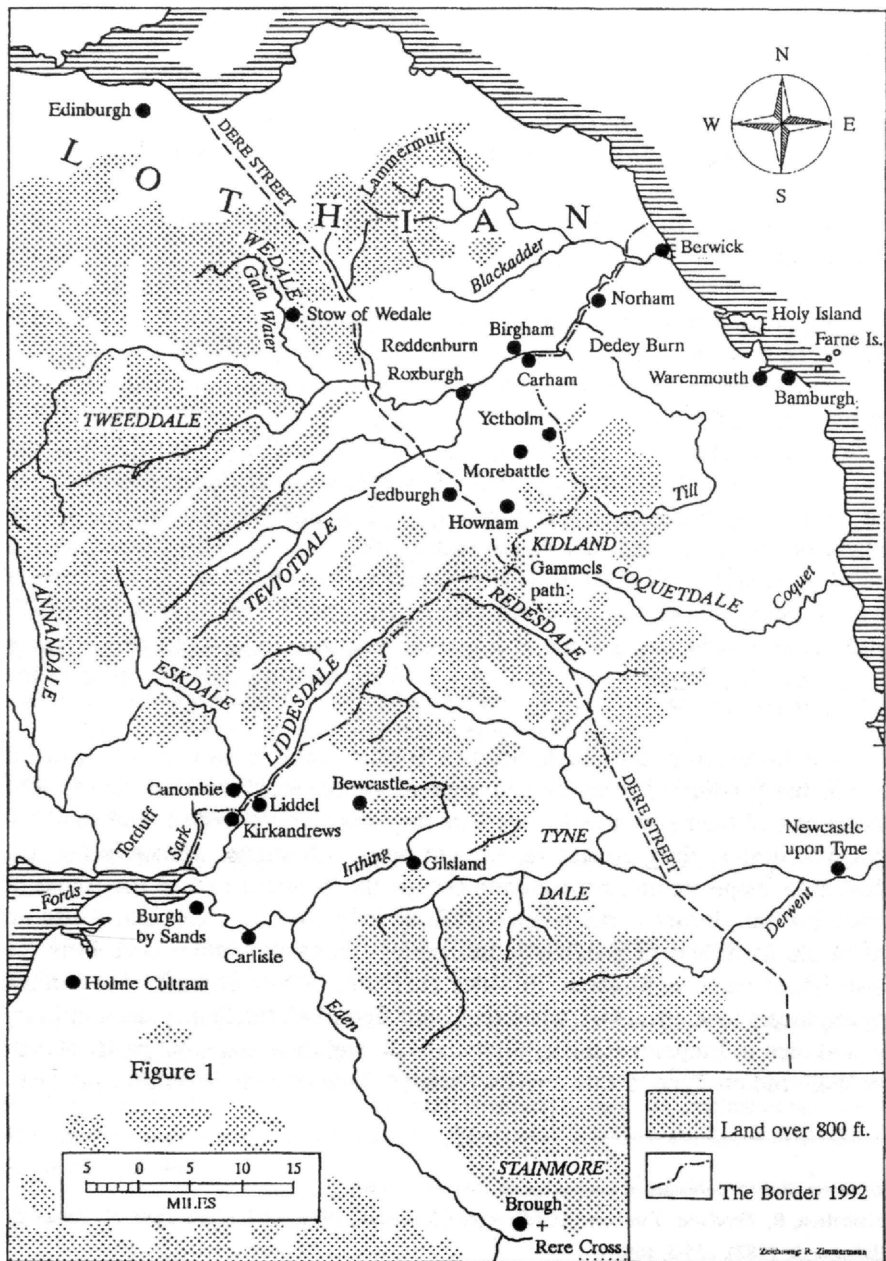 N
W E
S
Edinburgh
DERE STREET
LOTHIAN
Lammermuir
Blackadder
Berwick
WEDALE
Gala Water
Stow of Wedale
Norham
Holy Island
Farne Is.
Birgham
Reddenburn
Dedey Burn
Roxburgh
Carham
Warenmouth
Bamburgh
TWEEDDALE
Yetholm
Morebattle
Till
Jedburgh
Hownam
KIDLAND
Gammels
path
COQUETDALE
Coquet
TEVIOTDALE
REDESDALE
ANNANDALE
ESKDALE
LIDDESDALE
Canonbie
Liddel
Bewcastle
Kirkandrews
Torduff
Sark
DERE STREET
Newcastle
upon Tyne
TYNE
Irthing
Gilsland
DALE
Fords
Burgh
by Sands
Derwent
Carlisle
Holme Cultram
Eden
Figure 1
5 0 5 10 15
MILES
STAINMORE
Brough
+
Rere Cross
Land over 800 ft.
The Border 1992
Zeichnung: R. Zimmermann